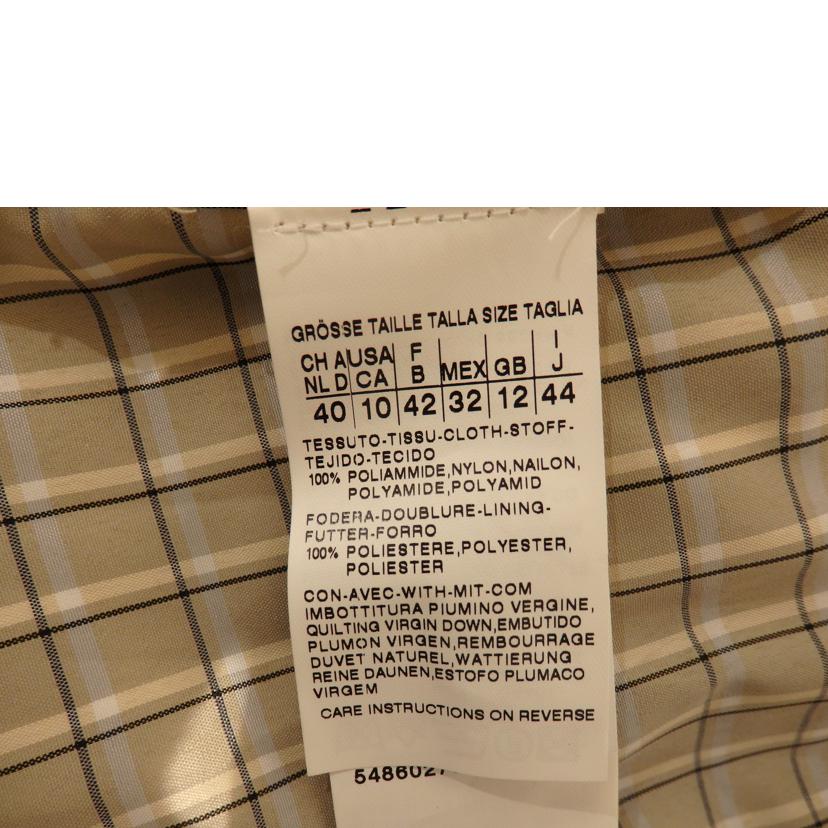 GRÖSSE TAILLE TALLA SIZE TAGLIA
CH A USA F I
NL D CA B MEX GB J
40 10 42 32 12 44
TESSUTO-TISSU-CLOTH-STOFF-
TEJIDO-TECIDO
100% POLIAMMIDE,NYLON,NAILON,
POLYAMIDE,POLYAMID
FODERA-DOUBLURE-LINING-
FUTTER-FORRO
100% POLIESTERE,POLYESTER,
POLIESTER
CON-AVEC-WITH-MIT-COM
IMBOTTITURA PIUMINO VERGINE,
QUILTING VIRGIN DOWN,EMBUTIDO
PLUMON VIRGEN,REMBOURRAGE
DUVET NATUREL,WATTIERUNG
REINE DAUNEN,ESTOFO PLUMACO
VIRGEM
CARE INSTRUCTIONS ON REVERSE